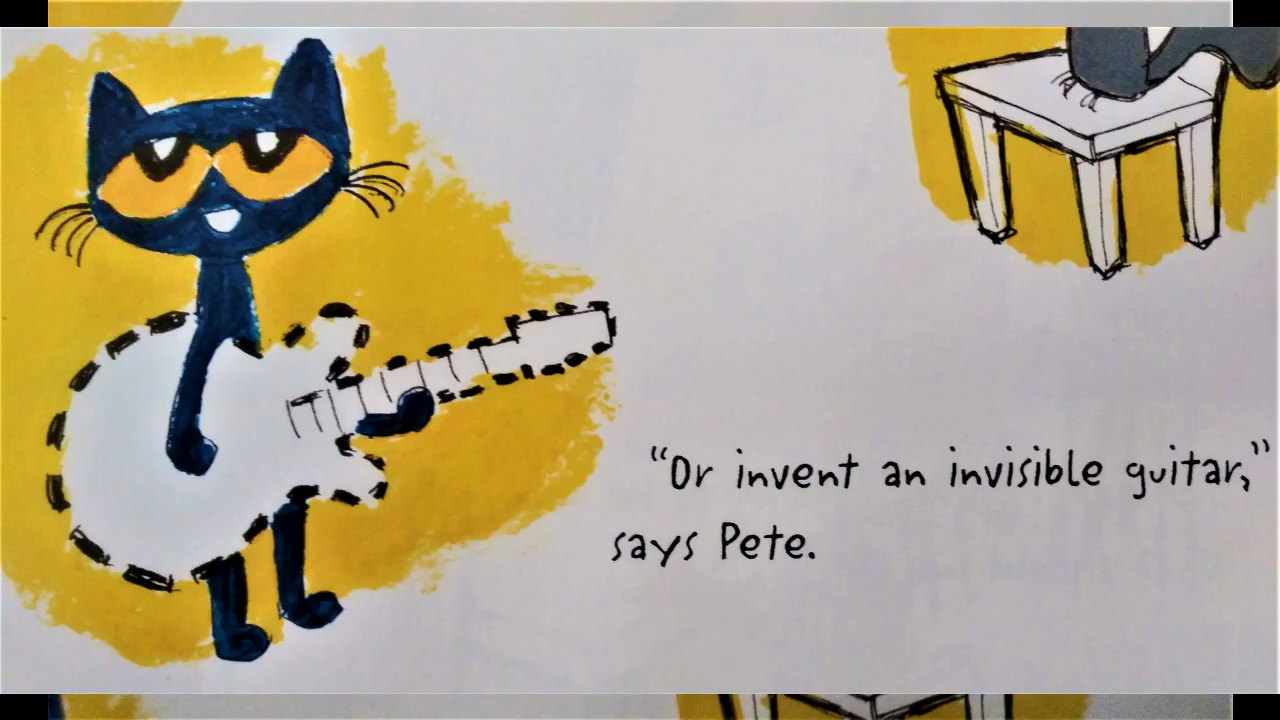 “Or invent an invisible guitar,”
says Pete.